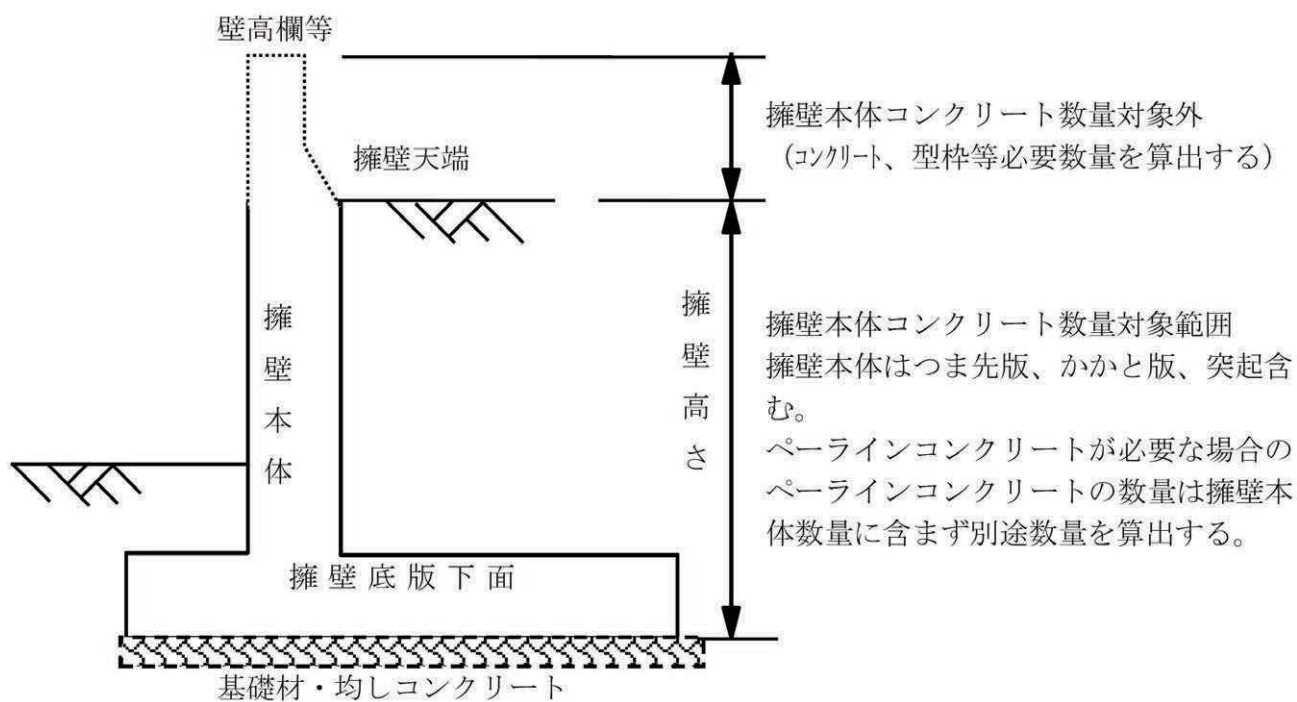 壁高欄等
擁壁本体コンクリート数量対象外
（ｺﾝｸﾘｰﾄ、型枠等必要数量を算出する）
擁壁天端
擁壁本体
擁壁高さ
擁壁本体コンクリート数量対象範囲
擁壁本体はつま先版、かかと版、突起含
む。
ペーラインコンクリートが必要な場合の
ペーラインコンクリートの数量は擁壁本
体数量に含まず別途数量を算出する。
擁壁底版下面
基礎材・均しコンクリート